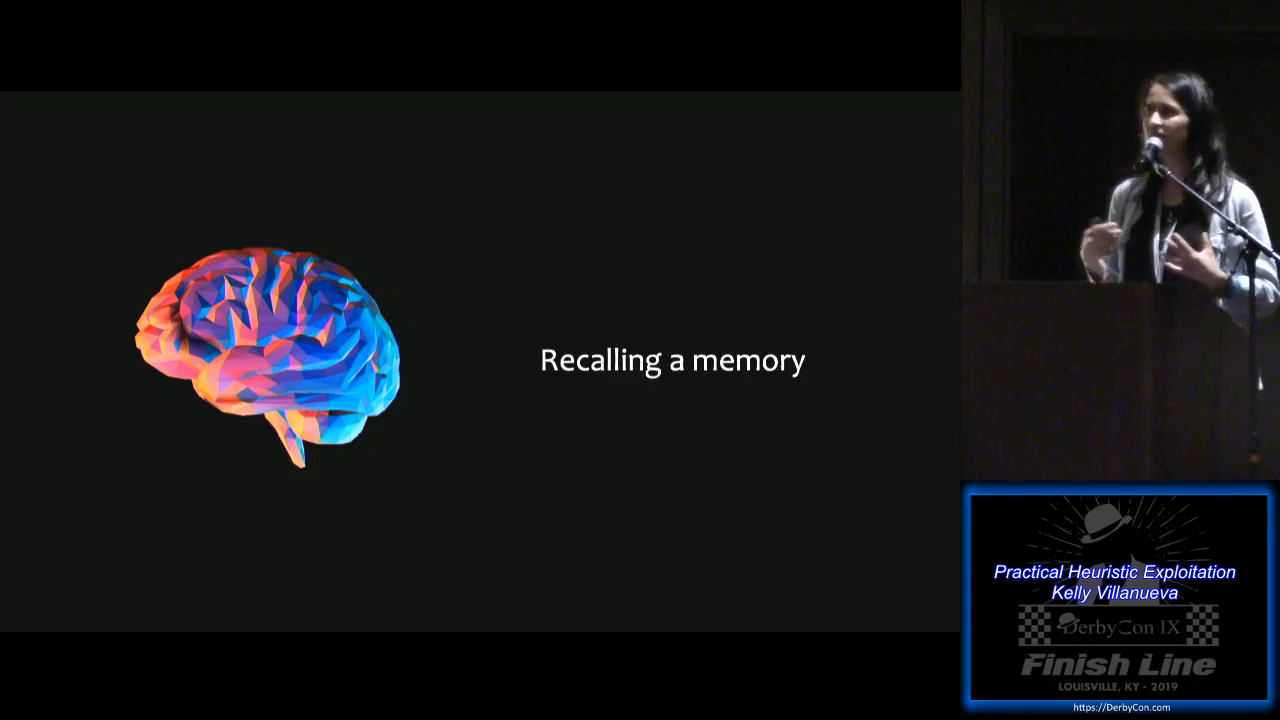 Recalling a memory
Practical Heuristic Exploitation
Kelly Villanueva
DerbyCon IX
Finish Line
LOUISVILLE, KY - 2019
https://DerbyCon.com